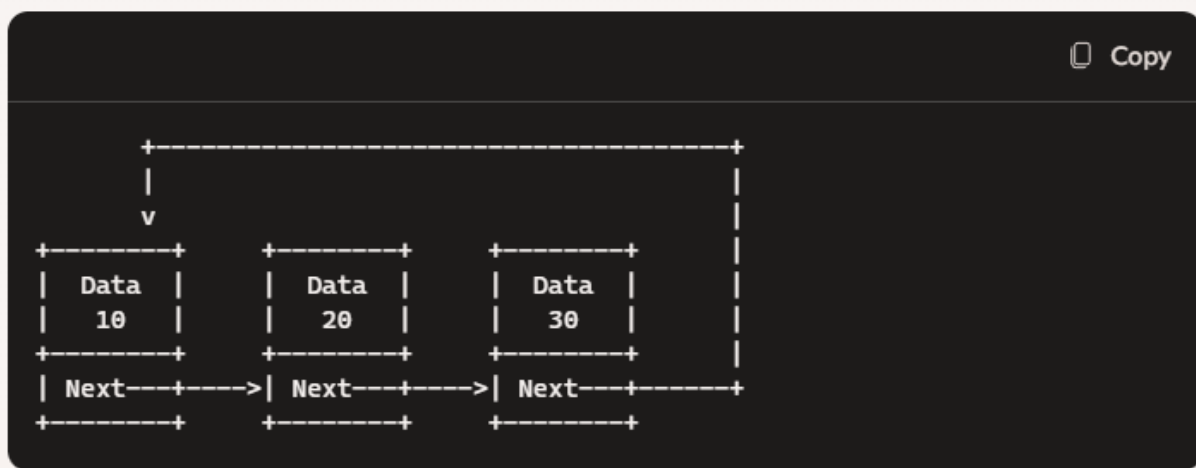 Copy
+--------------------------------------+
|                                      |
v                                      |
+--------+     +--------+     +--------+      |
|  Data  |     |  Data  |     |  Data  |      |
|   10   |     |   20   |     |   30   |      |
+--------+     +--------+     +--------+      |
| Next---+---->| Next---+---->| Next---+------+
+--------+     +--------+     +--------+